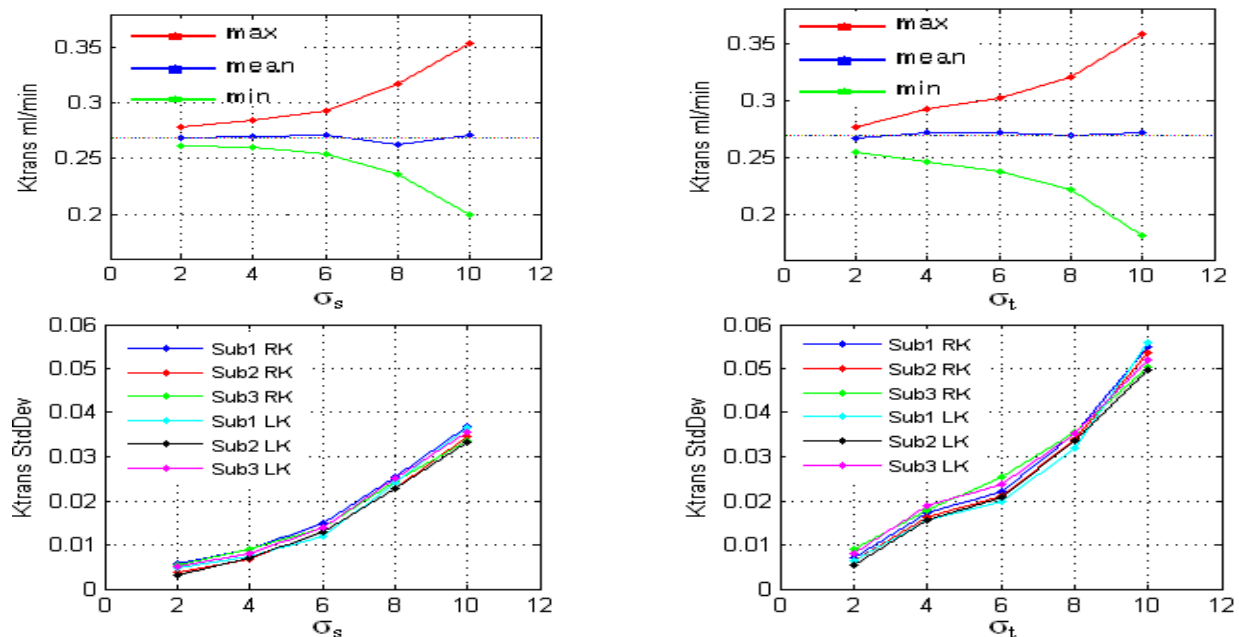 max
mean
min
0.35
0.3
0.25
0.2
Ktrans ml/min
0 2 4 6 8 10 12
σs
max
mean
min
0.35
0.3
0.25
0.2
Ktrans ml/min
0 2 4 6 8 10 12
σt
0.06
0.05
0.04
0.03
0.02
0.01
0
Ktrans StdDev
Sub1 RK
Sub2 RK
Sub3 RK
Sub1 LK
Sub2 LK
Sub3 LK
2 4 6 8 10 12
σs
0.06
0.05
0.04
0.03
0.02
0.01
0
Ktrans StdDev
Sub1 RK
Sub2 RK
Sub3 RK
Sub1 LK
Sub2 LK
Sub3 LK
2 4 6 8 10 12
σt